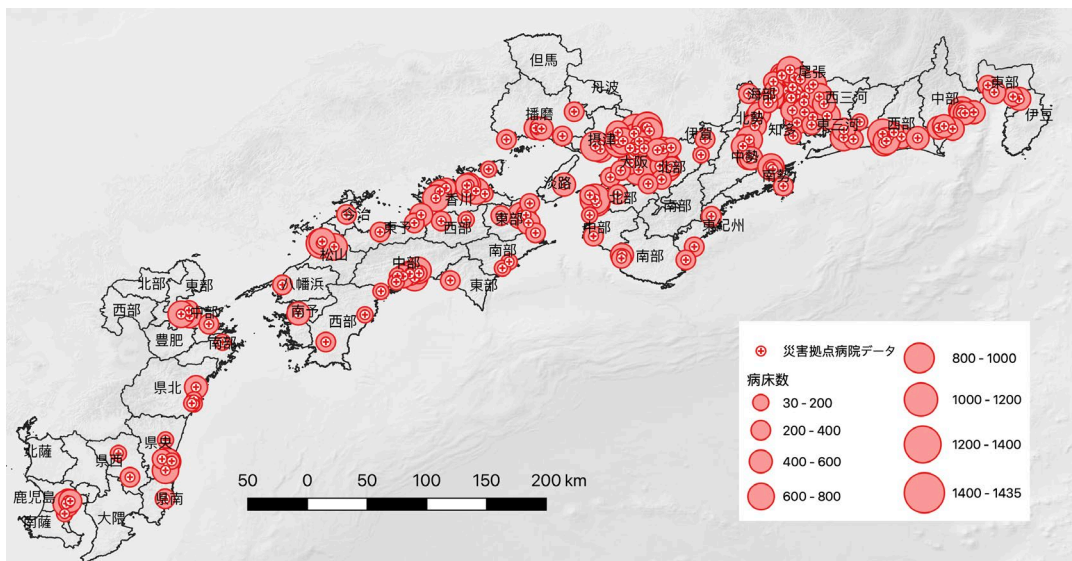 但馬
丹波
播磨
摂津
大阪
北部
淡路
北部
中部
南部
南部
伊賀
北勢
中勢
南勢
東紀州
尾張
海部
西三河
知多
東三河
西部
中部
東部
伊豆
香川
今治
東予
西部
東部
松山
中部
南部
東部
八幡浜
南予
西部
北部
東部
西部
中部
豊肥
南部
県北
県央
北薩
県西
鹿児島
県南
南薩
大隅
50 0 50 100 150 200 km
災害拠点病院データ
病床数
30 - 200
200 - 400
400 - 600
600 - 800
800 - 1000
1000 - 1200
1200 - 1400
1400 - 1435